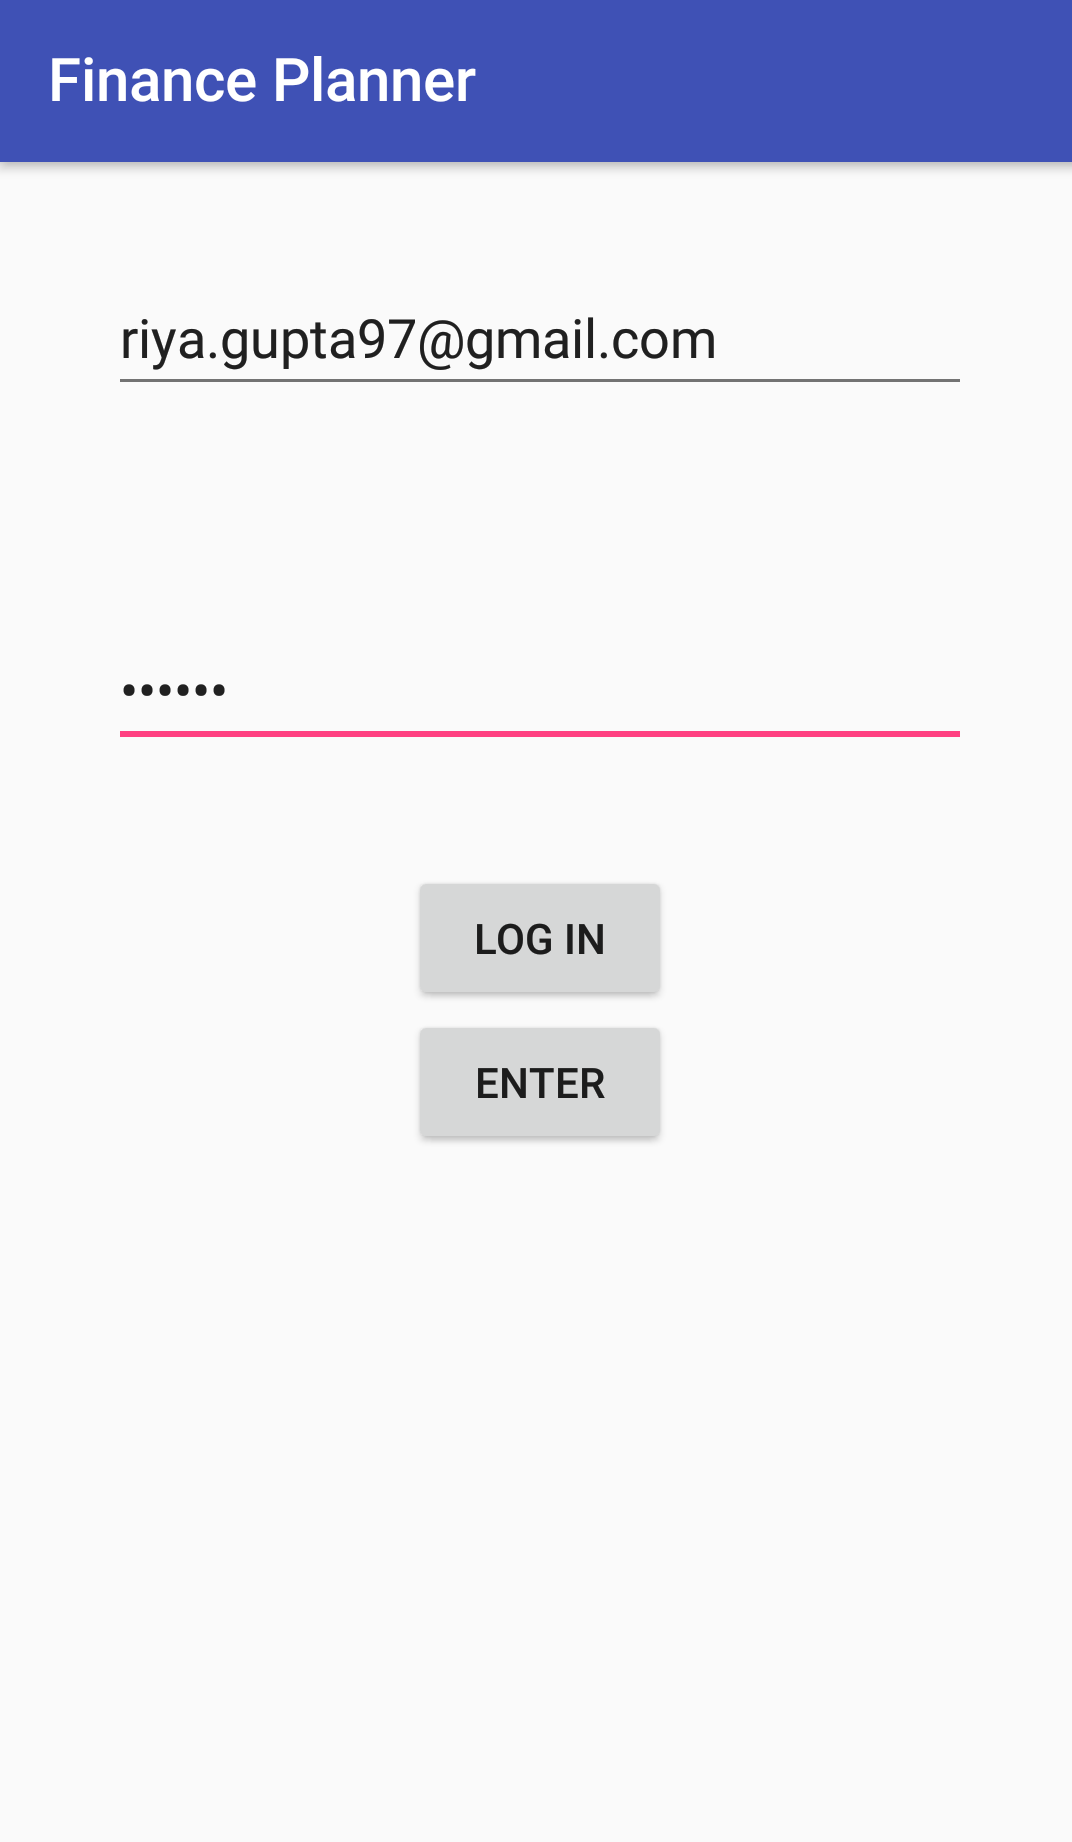 Finance Planner
riya.gupta97@gmail.com
••••••
LOG IN
ENTER